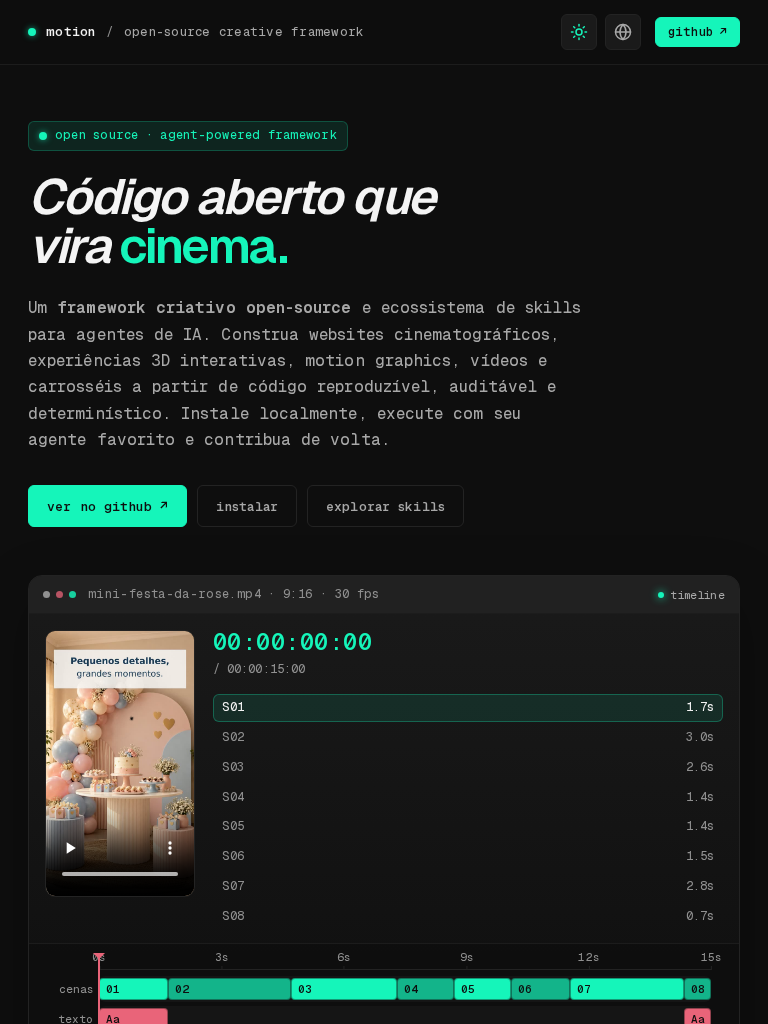 motion / open-source creative framework
github ↗
open source · agent-powered framework
Código aberto que
vira cinema.
Um framework criativo open-source e ecossistema de skills
para agentes de IA. Construa websites cinematográficos,
experiências 3D interativas, motion graphics, vídeos e
carrosséis a partir de código reproduzível, auditável e
determinístico. Instale localmente, execute com seu
agente favorito e contribua de volta.
ver no github ↗
instalar
explorar skills
mini-festa-da-rose.mp4 · 9:16 · 30 fps
timeline
Pequenos detalhes,
grandes momentos.
00:00:00:00
/ 00:00:15:00
S01 1.7s
S02 3.0s
S03 2.6s
S04 1.4s
S05 1.4s
S06 1.5s
S07 2.8s
S08 0.7s
0s 3s 6s 9s 12s 15s
cenas 01 02 03 04 05 06 07 08
texto Aa Aa